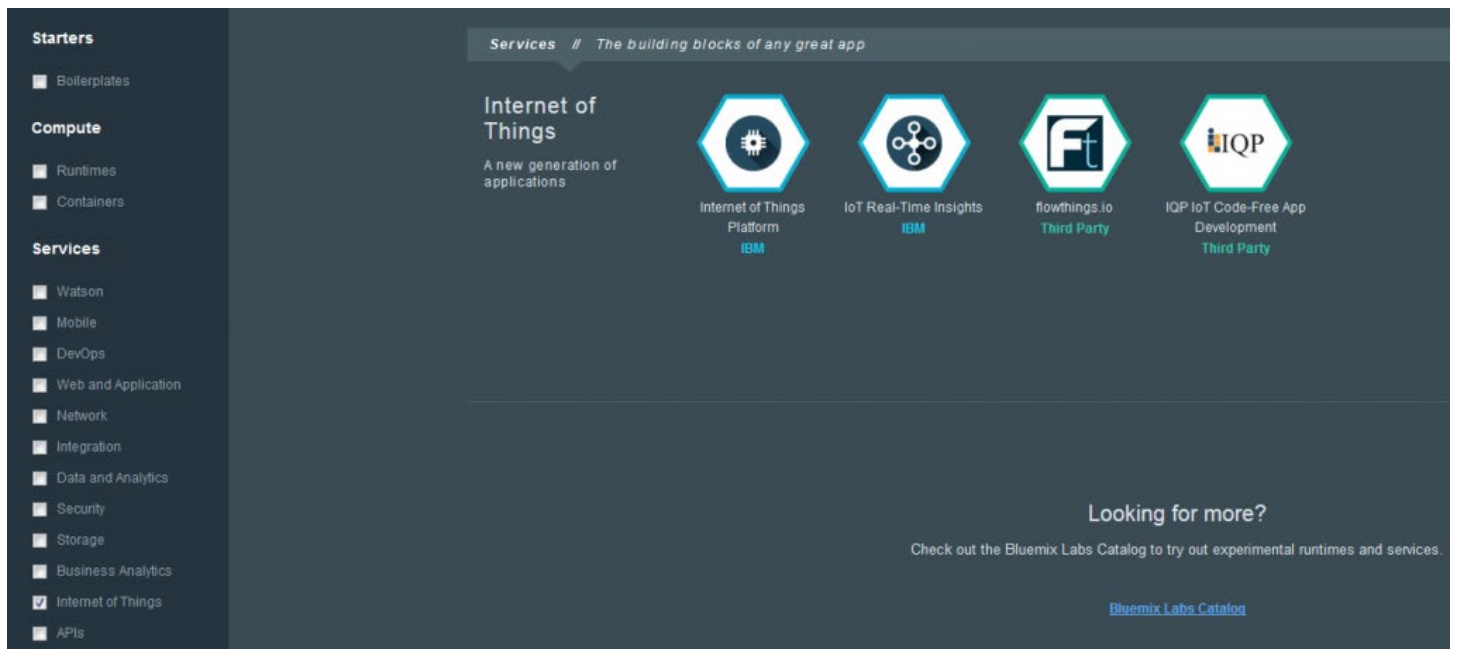 Starters
Boilerplates
Compute
Runtimes
Containers
Services
Watson
Mobile
DevOps
Web and Application
Network
Integration
Data and Analytics
Security
Storage
Business Analytics
Internet of Things
APIs
Services // The building blocks of any great app
Internet of
Things
A new generation of
applications
Internet of Things
Platform
IBM
IoT Real-Time Insights
IBM
Ft
flowthings.io
Third Party
IQP
IQP IoT Code-Free App
Development
Third Party
Looking for more?
Check out the Bluemix Labs Catalog to try out experimental runtimes and services.
Bluemix Labs Catalog